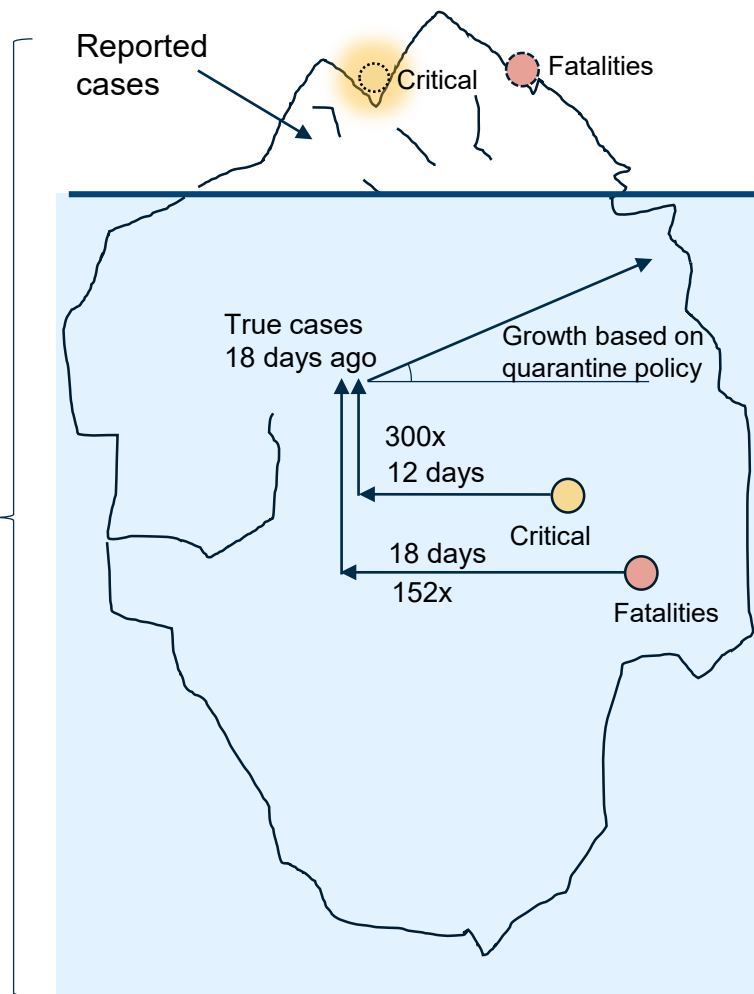 Reported
cases
Critical
Fatalities
True cases
18 days ago
Growth based on
quarantine policy
300x
12 days
Critical
18 days
152x
Fatalities